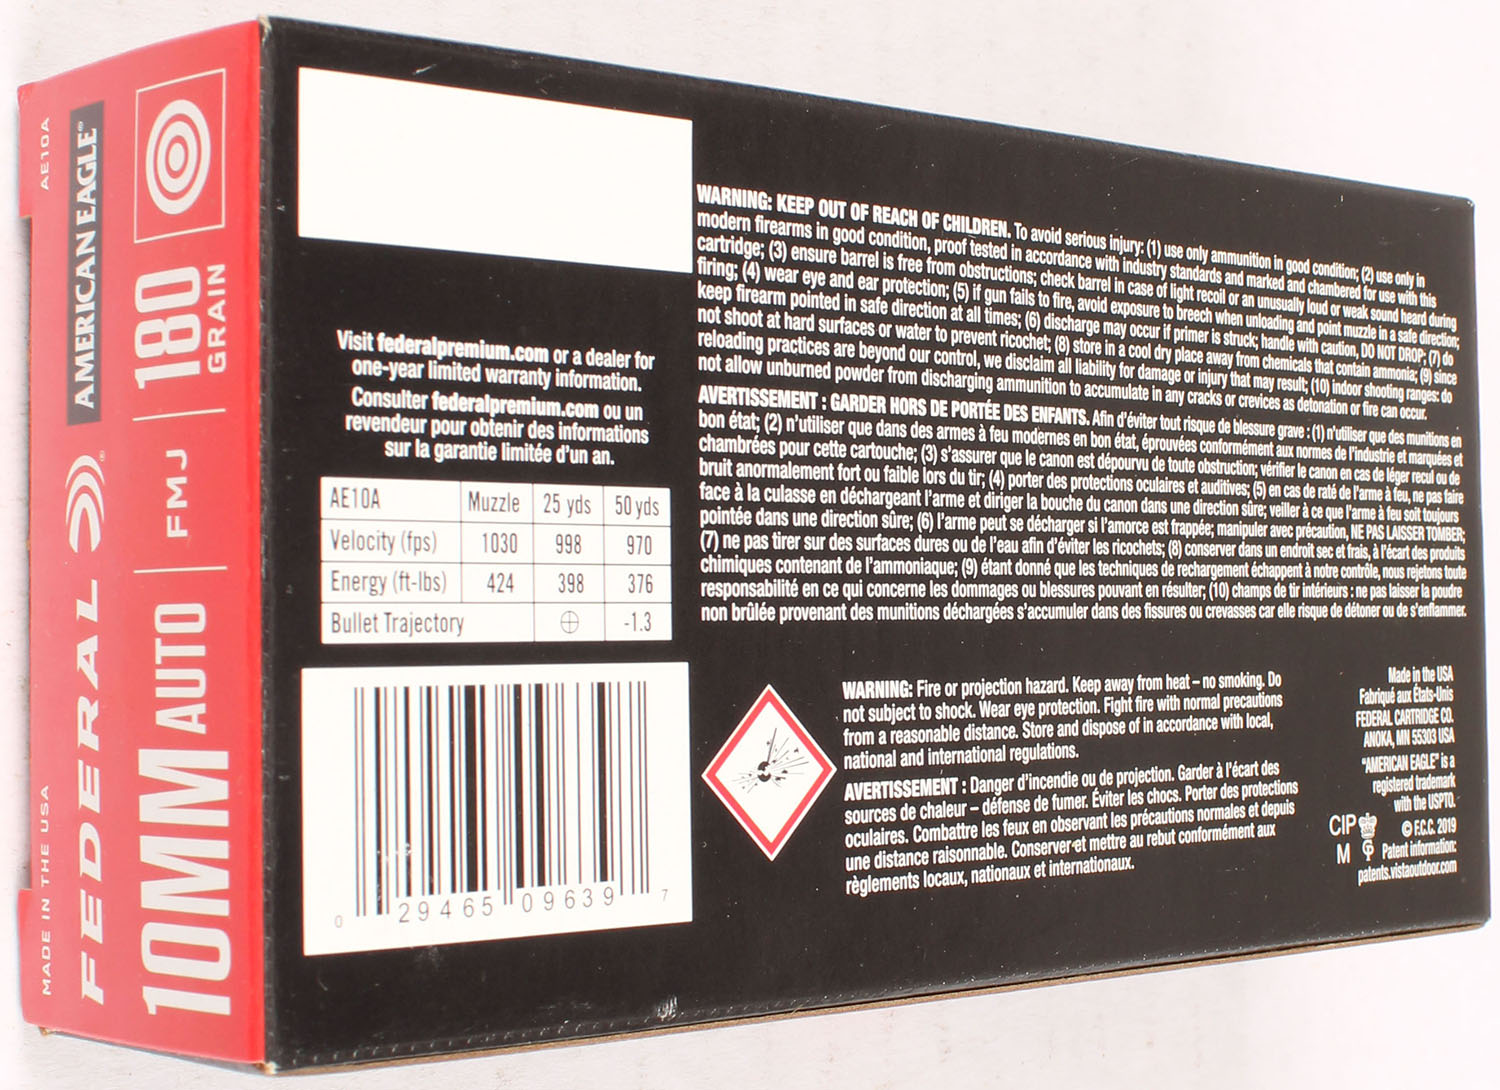 MADE IN THE USA AE10A
FEDERAL® AMERICAN EAGLE®
10MM AUTO FMJ 180 GRAIN
Visit federalpremium.com or a dealer for
one-year limited warranty information.
Consulter federalpremium.com ou un
revendeur pour obtenir des informations
sur la garantie limitée d'un an.
AE10A Muzzle 25 yds 50 yds
Velocity (fps) 1030 998 970
Energy (ft-lbs) 424 398 376
Bullet Trajectory ⊕ -1.3
0 29465 09639 7
WARNING: KEEP OUT OF REACH OF CHILDREN. To avoid serious injury: (1) use only ammunition in good condition; (2) use only in
modern firearms in good condition, proof tested in accordance with industry standards and marked and chambered for use with this
cartridge; (3) ensure barrel is free from obstructions; check barrel in case of light recoil or an unusually loud or weak sound heard during
firing; (4) wear eye and ear protection; (5) if gun fails to fire, avoid exposure to breech when unloading and point muzzle in a safe direction;
keep firearm pointed in safe direction at all times; (6) discharge may occur if primer is struck; handle with caution, DO NOT DROP; (7) do
not shoot at hard surfaces or water to prevent ricochet; (8) store in a cool dry place away from chemicals that contain ammonia; (9) since
reloading practices are beyond our control, we disclaim all liability for damage or injury that may result; (10) indoor shooting ranges: do
not allow unburned powder from discharging ammunition to accumulate in any cracks or crevices as detonation or fire can occur.
AVERTISSEMENT : GARDER HORS DE PORTÉE DES ENFANTS. Afin d'éviter tout risque de blessure grave : (1) n'utiliser que des munitions en
bon état; (2) n'utiliser que dans des armes à feu modernes en bon état, éprouvées conformément aux normes de l'industrie et marquées et
chambrées pour cette cartouche; (3) s'assurer que le canon est dépourvu de toute obstruction; vérifier le canon en cas de léger recul ou de
bruit anormalement fort ou faible lors du tir; (4) porter des protections oculaires et auditives; (5) en cas de raté de l'arme à feu, ne pas faire
face à la culasse en déchargeant l'arme et diriger la bouche du canon dans une direction sûre; veiller à ce que l'arme à feu soit toujours
pointée dans une direction sûre; (6) l'arme peut se décharger si l'amorce est frappée; manipuler avec précaution, NE PAS LAISSER TOMBER;
(7) ne pas tirer sur des surfaces dures ou de l'eau afin d'éviter les ricochets; (8) conserver dans un endroit sec et frais, à l'écart des produits
chimiques contenant de l'ammoniaque; (9) étant donné que les techniques de rechargement échappent à notre contrôle, nous rejetons toute
responsabilité en ce qui concerne les dommages ou blessures pouvant en résulter; (10) champs de tir intérieurs : ne pas laisser la poudre
non brûlée provenant des munitions déchargées s'accumuler dans des fissures ou crevasses car elle risque de détoner ou de s'enflammer.
WARNING: Fire or projection hazard. Keep away from heat – no smoking. Do
not subject to shock. Wear eye protection. Fight fire with normal precautions
from a reasonable distance. Store and dispose of in accordance with local,
national and international regulations.
AVERTISSEMENT : Danger d'incendie ou de projection. Garder à l'écart des
sources de chaleur – défense de fumer. Éviter les chocs. Porter des protections
oculaires. Combattre les feux en observant les précautions normales et depuis
une distance raisonnable. Conserver et mettre au rebut conformément aux
règlements locaux, nationaux et internationaux.
Made in the USA
Fabriqué aux États-Unis
FEDERAL CARTRIDGE CO.
ANOKA, MN 55303 USA
"AMERICAN EAGLE" is a
registered trademark
with the USPTO.
CIP © F.C.C. 2019
M Patent information:
patents.vistaoutdoor.com